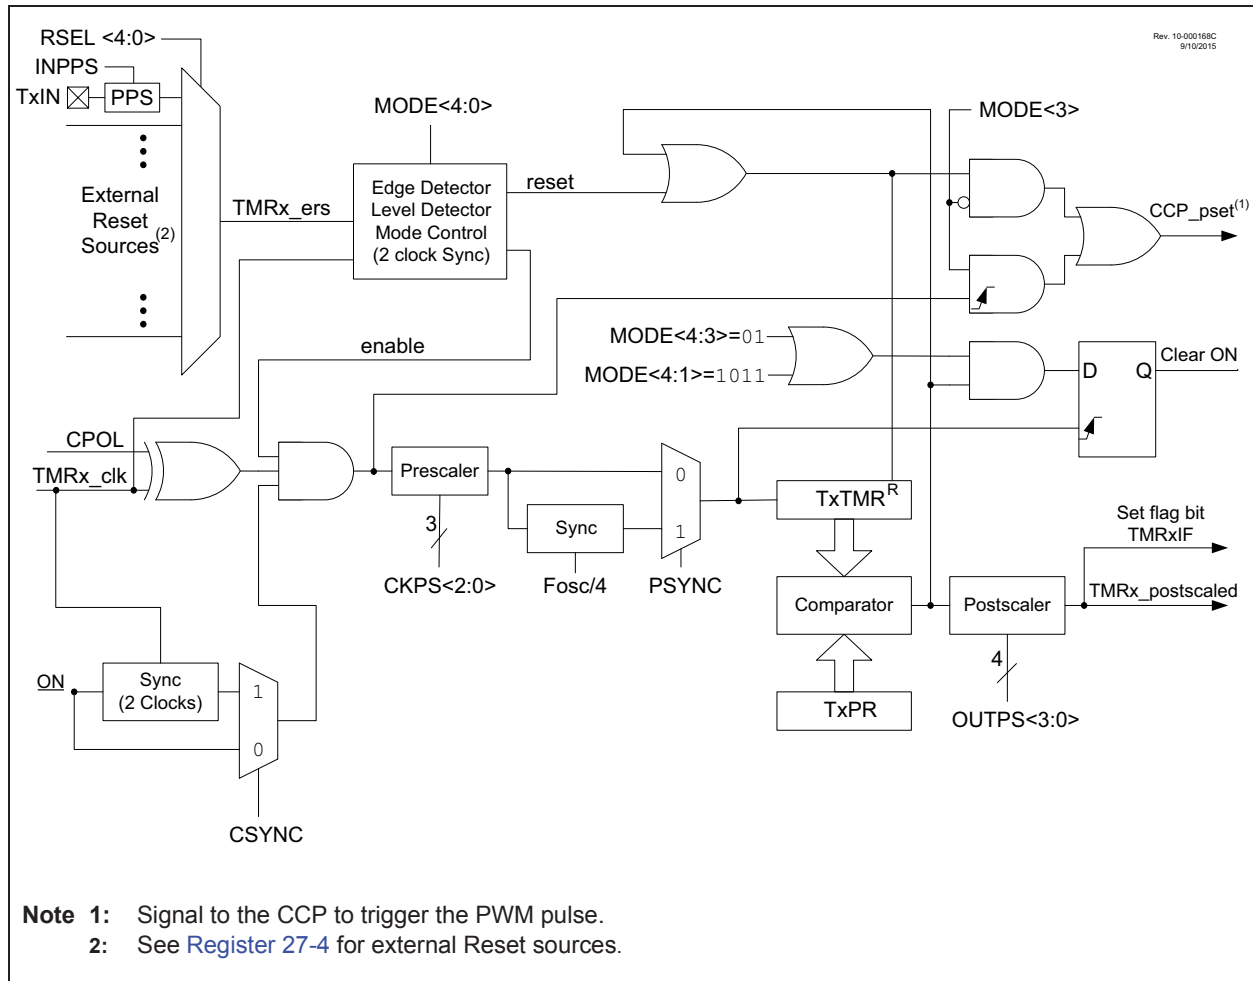 Rev. 10-000168C
9/10/2015
RSEL <4:0>
INPPS
TxIN
PPS
MODE<4:0>
MODE<3>
External
Reset
Sources(2)
TMRx_ers
Edge Detector
Level Detector
Mode Control
(2 clock Sync)
reset
CCP_pset(1)
enable
MODE<4:3>=01
MODE<4:1>=1011
D
Q
Clear ON
CPOL
TMRx_clk
Prescaler
3
CKPS<2:0>
Sync
Fosc/4
0
1
PSYNC
TxTMR
R
Comparator
TxPR
Postscaler
4
OUTPS<3:0>
Set flag bit
TMRxIF
TMRx_postscaled
ON
Sync
(2 Clocks)
1
0
CSYNC
Note 1: Signal to the CCP to trigger the PWM pulse.
2: See Register 27-4 for external Reset sources.